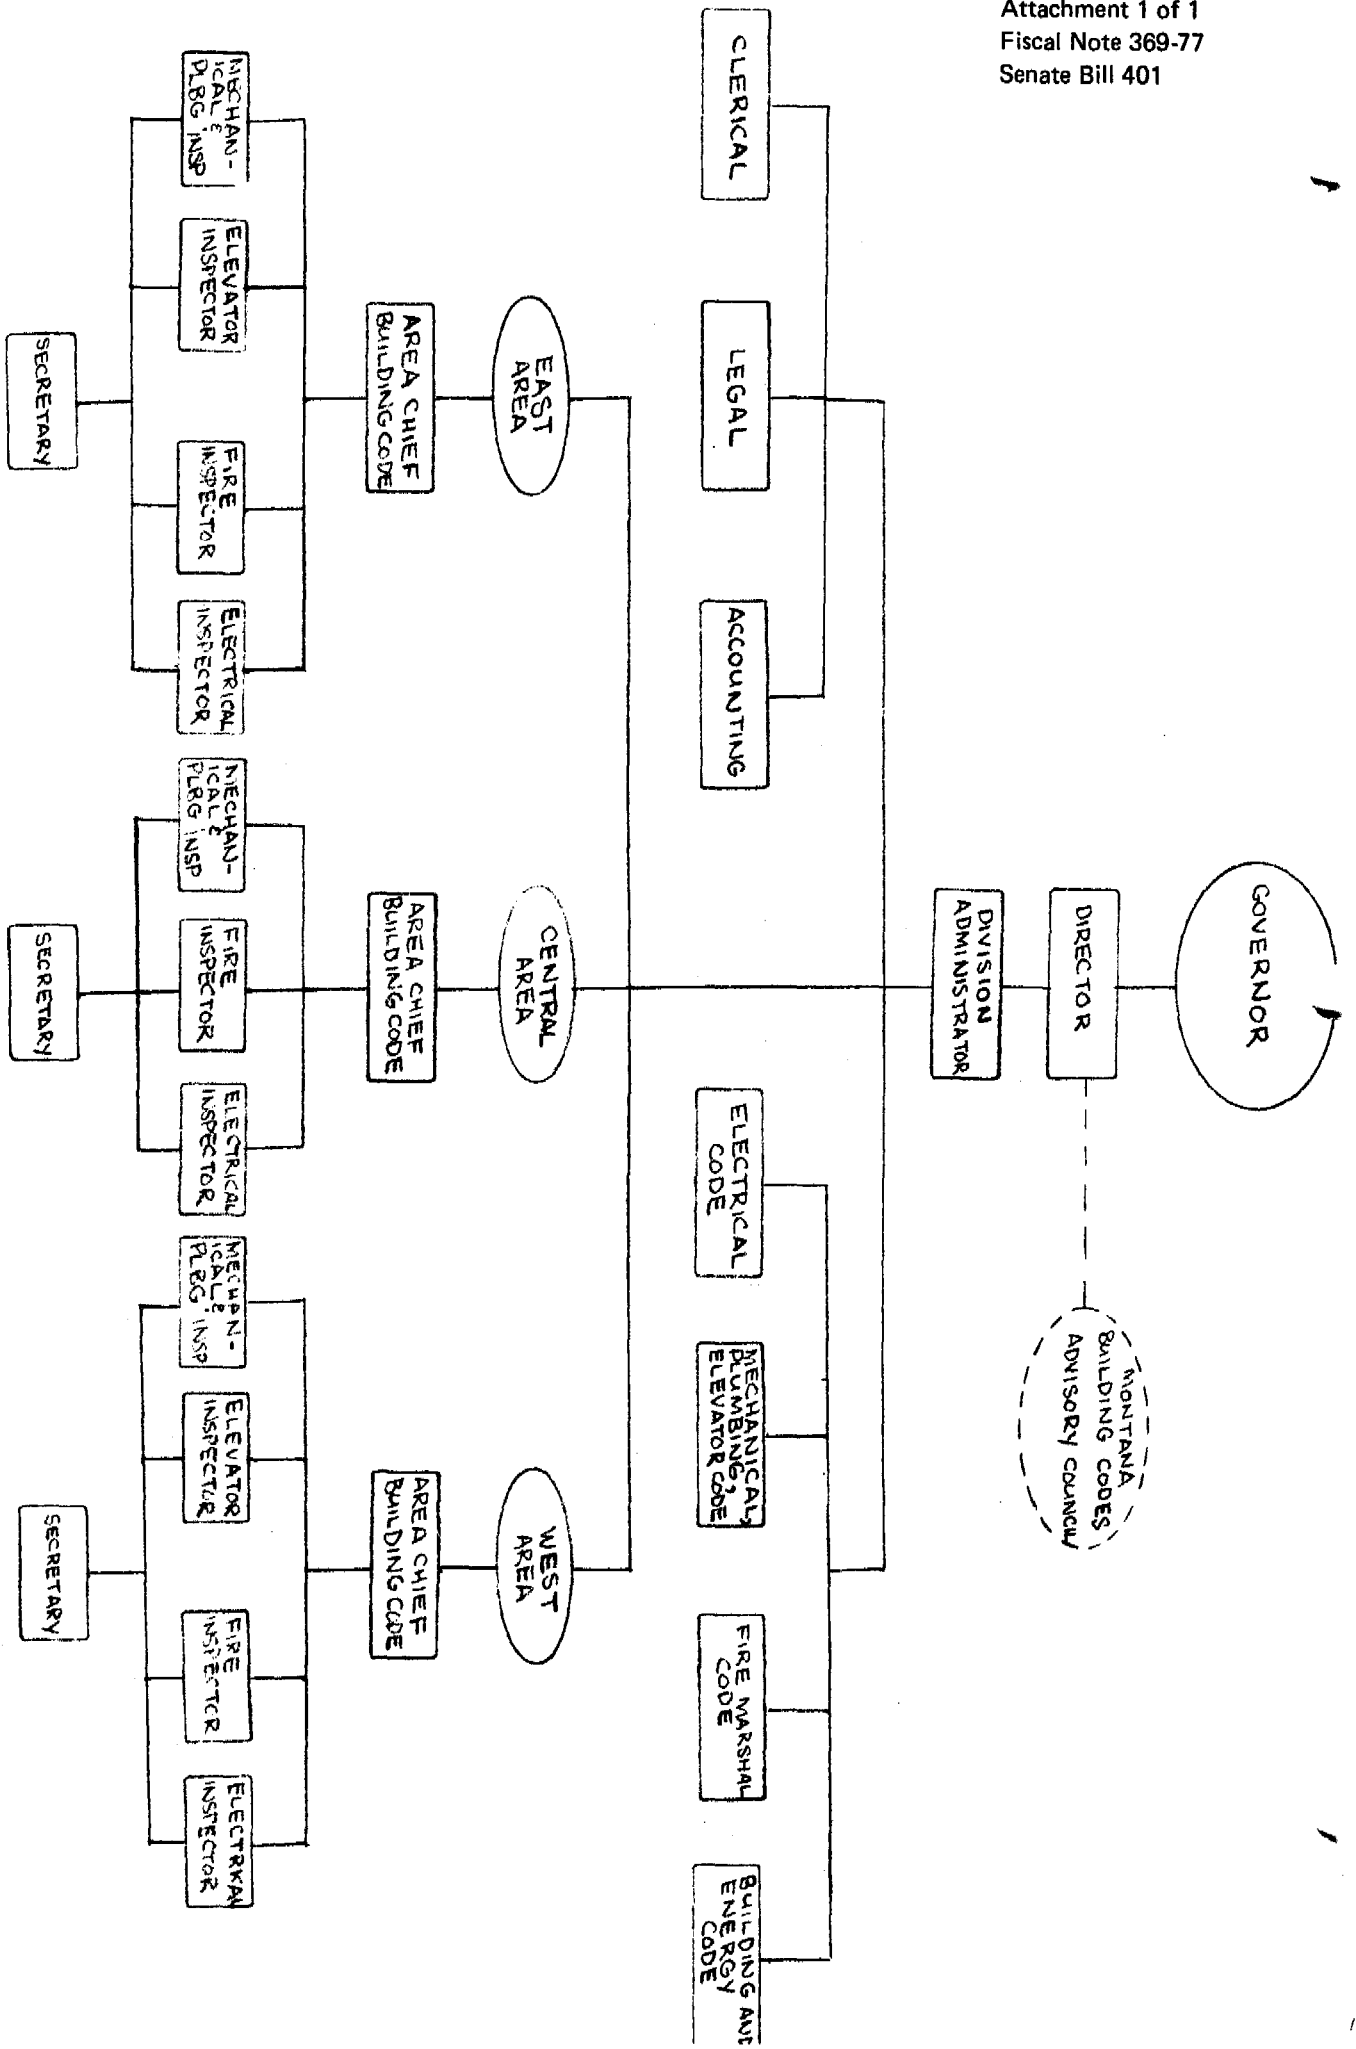 Attachment 1 of 1
Fiscal Note 369-77
Senate Bill 401
GOVERNOR
DIRECTOR
MONTANA
BUILDING CODES
ADVISORY COUNCIL
DIVISION
ADMINISTRATOR
CLERICAL
LEGAL
ACCOUNTING
ELECTRICAL
CODE
MECHANICAL,
PLUMBING,
ELEVATOR CODE
FIRE MARSHAL
CODE
BUILDING AND
ENERGY
CODE
EAST
AREA
CENTRAL
AREA
WEST
AREA
AREA CHIEF
BUILDING CODE
AREA CHIEF
BUILDING CODE
AREA CHIEF
BUILDING CODE
MECHAN-
ICAL &
PLBG INSP
ELEVATOR
INSPECTOR
FIRE
INSPECTOR
ELECTRICAL
INSPECTOR
MECHAN-
ICAL &
PLBG INSP
FIRE
INSPECTOR
ELECTRICAL
INSPECTOR
MECHAN-
ICAL &
PLBG INSP
ELEVATOR
INSPECTOR
FIRE
INSPECTOR
ELECTRICAL
INSPECTOR
SECRETARY
SECRETARY
SECRETARY